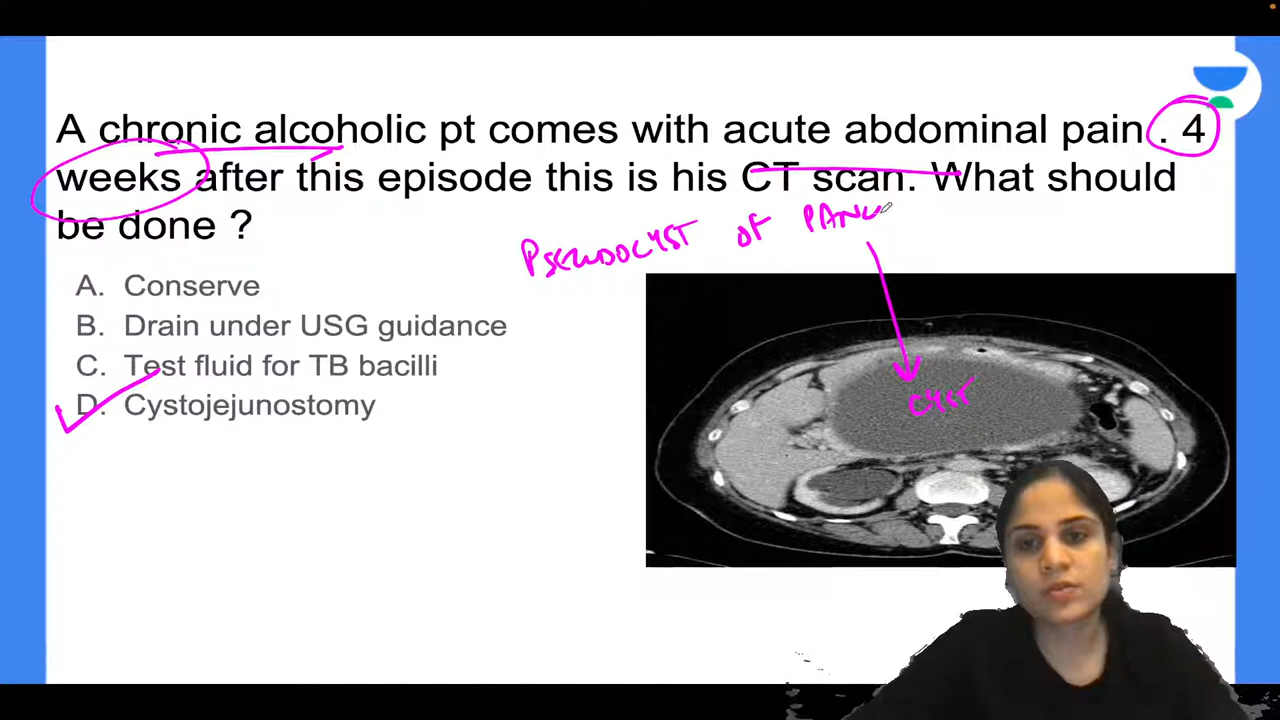 A chronic alcoholic pt comes with acute abdominal pain . 4
weeks after this episode this is his CT scan. What should
be done ?
PSEUDOCYST OF PANC
A. Conserve
B. Drain under USG guidance
C. Test fluid for TB bacilli
D. Cystojejunostomy
CYST